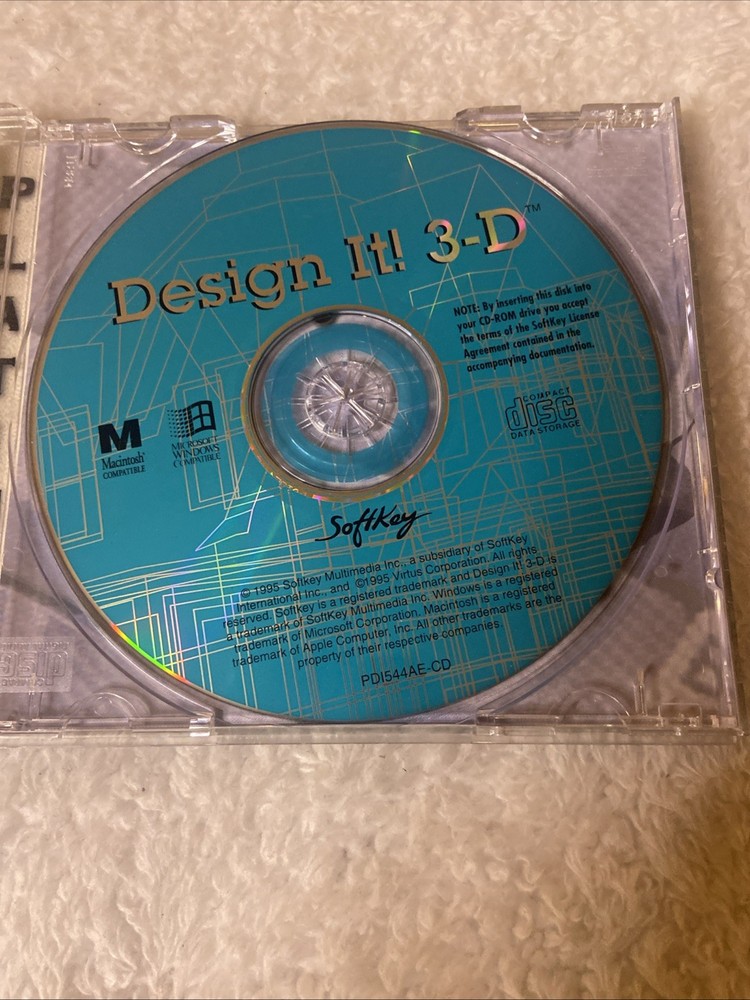 P
L
A
T
Design It! 3-D™
NOTE: By inserting this disk into
your CD-ROM drive you accept
the terms of the SoftKey License
Agreement contained in the
accompanying documentation.
COMPACT
disc
DATA STORAGE
M
Macintosh
COMPATIBLE
MICROSOFT
WINDOWS
COMPATIBLE
SoftKey
© 1995 Softkey Multimedia Inc., a subsidiary of SoftKey
International Inc., and ©1995 Virtus Corporation. All rights
reserved. Softkey is a registered trademark and Design It! 3-D is
a trademark of SoftKey Multimedia Inc. Windows is a registered
trademark of Microsoft Corporation. Macintosh is a registered
trademark of Apple Computer, Inc. All other trademarks are the
property of their respective companies.
PDI544AE-CD